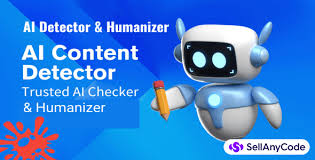 AI Detector & Humanizer
AI Content
Detector
Trusted AI Checker
& Humanizer
SellAnyCode